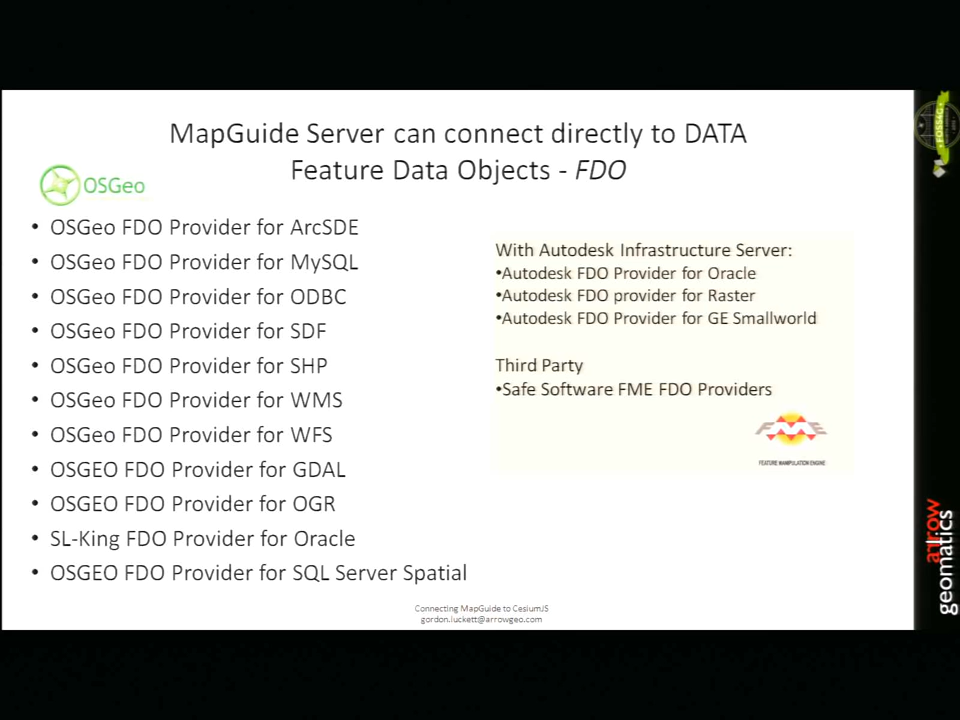 MapGuide Server can connect directly to DATA
Feature Data Objects - FDO
OSGeo
• OSGeo FDO Provider for ArcSDE
• OSGeo FDO Provider for MySQL
• OSGeo FDO Provider for ODBC
• OSGeo FDO Provider for SDF
• OSGeo FDO Provider for SHP
• OSGeo FDO Provider for WMS
• OSGeo FDO Provider for WFS
• OSGEO FDO Provider for GDAL
• OSGEO FDO Provider for OGR
• SL-King FDO Provider for Oracle
• OSGEO FDO Provider for SQL Server Spatial
With Autodesk Infrastructure Server:
•Autodesk FDO Provider for Oracle
•Autodesk FDO provider for Raster
•Autodesk FDO Provider for GE Smallworld
Third Party
•Safe Software FME FDO Providers
FME
FEATURE MANIPULATION ENGINE
Connecting MapGuide to CesiumJS
gordon.luckett@arrowgeo.com
FOSS4G
arrow
geomatics